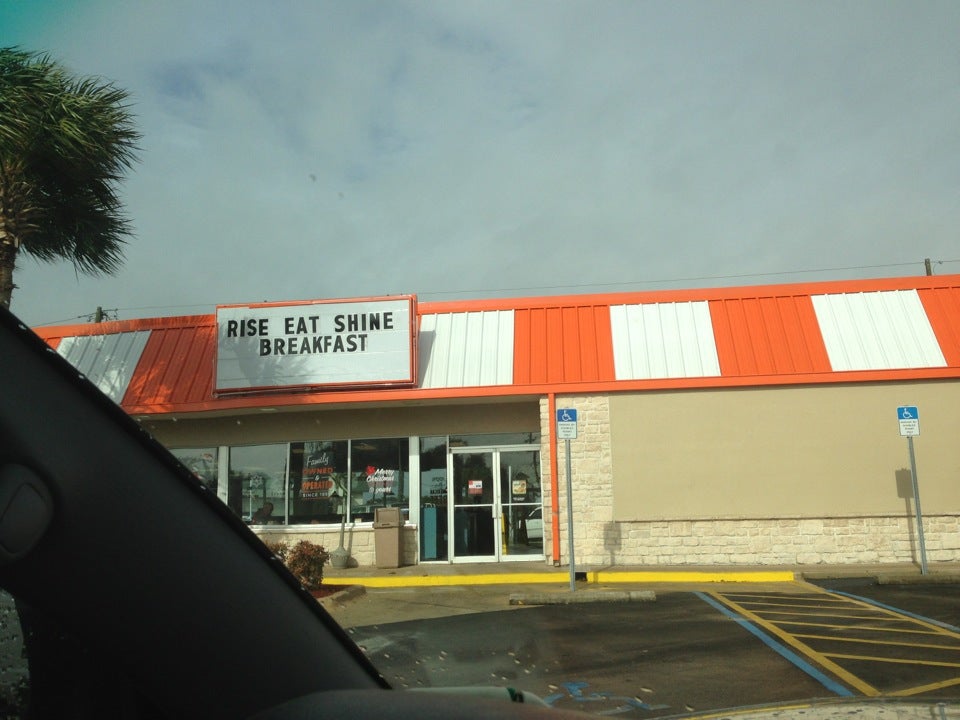 RISE EAT SHINE
BREAKFAST
Family
OWNED
&
OPERATED
SINCE
Merry
Christmas